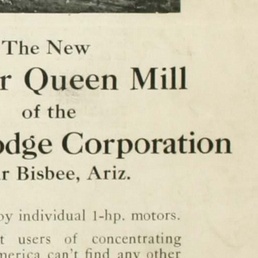 The New
r Queen Mill
of the
odge Corporation
r Bisbee, Ariz.
by individual 1-hp. motors.
t users of concentrating
merica can't find any other